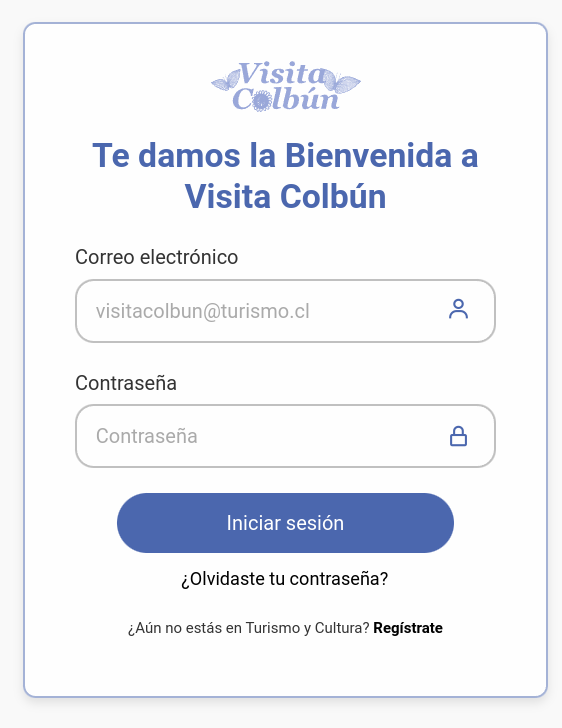 Visita
Colbún
Te damos la Bienvenida a
Visita Colbún
Correo electrónico
visitacolbun@turismo.cl
Contraseña
Contraseña
Iniciar sesión
¿Olvidaste tu contraseña?
¿Aún no estás en Turismo y Cultura? Regístrate